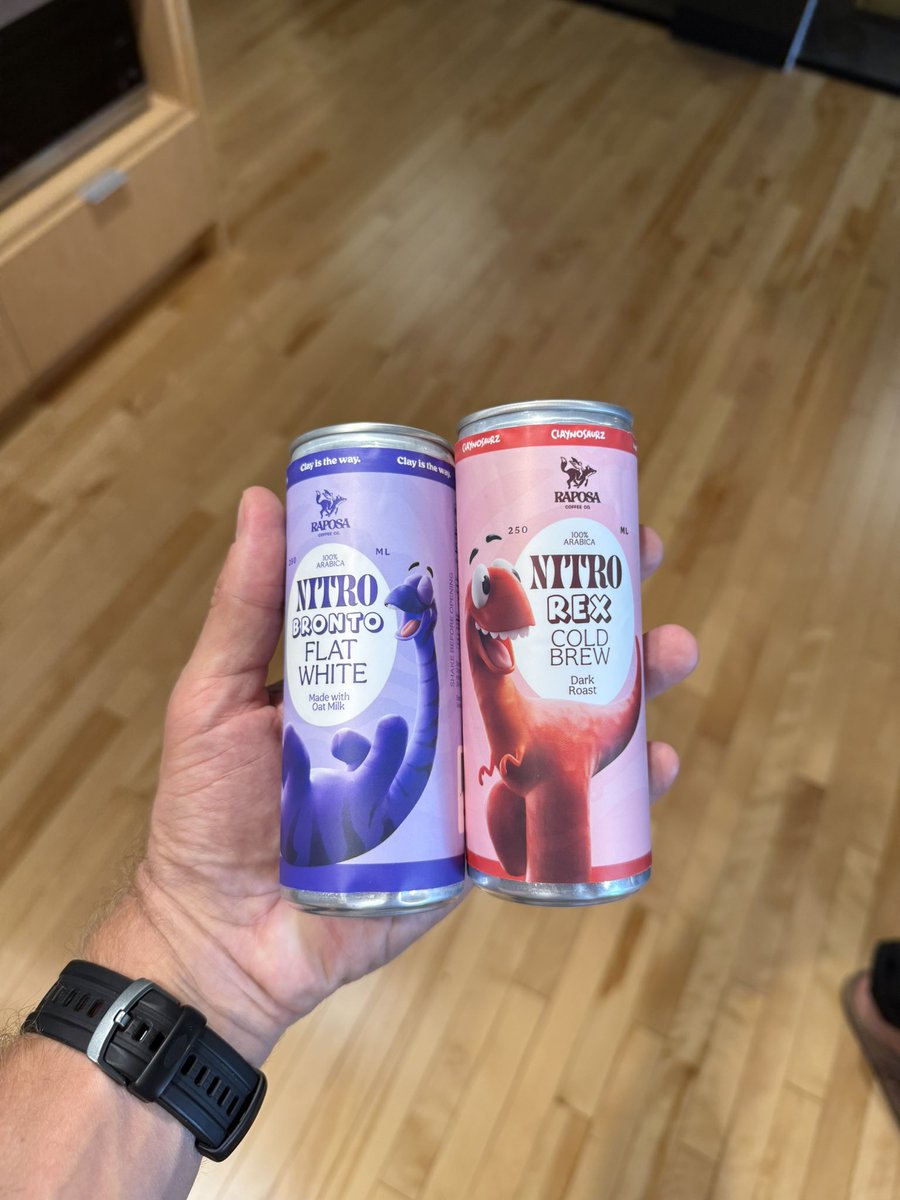 Clay is the way. Clay is the way.
RAPOSA
COFFEE CO.
250 ML
100%
ARABICA
NITRO
BRONTO
FLAT
WHITE
Made with
Oat Milk
SHAKE BEFORE OPENING
CLAYNOSAURZ CLAYNOSAURZ
RAPOSA
COFFEE CO.
250 ML
100%
ARABICA
NITRO
REX
COLD
BREW
Dark
Roast